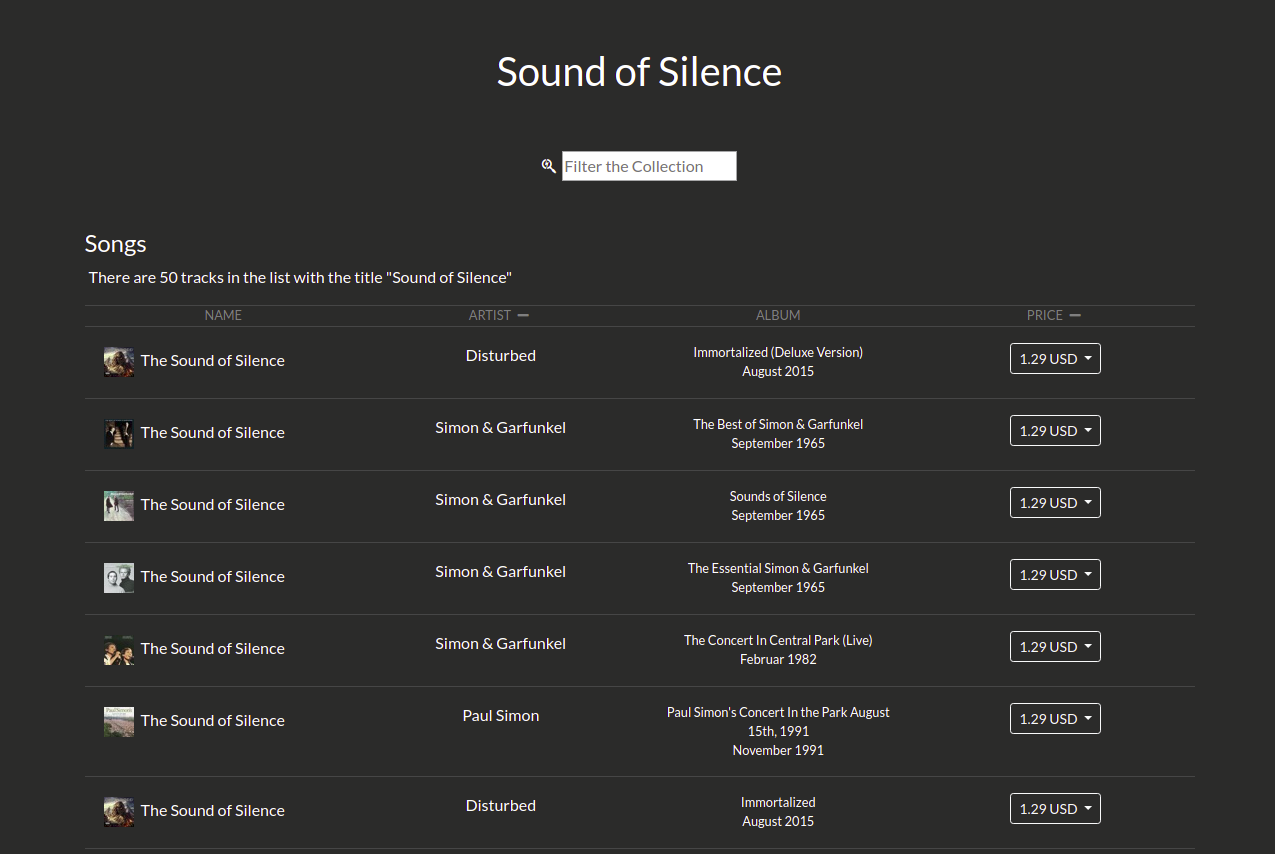 Sound of Silence
Filter the Collection
Songs
There are 50 tracks in the list with the title "Sound of Silence"
NAME ARTIST ALBUM PRICE
The Sound of Silence Disturbed Immortalized (Deluxe Version) 1.29 USD
August 2015
The Sound of Silence Simon & Garfunkel The Best of Simon & Garfunkel 1.29 USD
September 1965
The Sound of Silence Simon & Garfunkel Sounds of Silence 1.29 USD
September 1965
The Sound of Silence Simon & Garfunkel The Essential Simon & Garfunkel 1.29 USD
September 1965
The Sound of Silence Simon & Garfunkel The Concert In Central Park (Live) 1.29 USD
Februar 1982
The Sound of Silence Paul Simon Paul Simon's Concert In the Park August 1.29 USD
15th, 1991
November 1991
The Sound of Silence Disturbed Immortalized 1.29 USD
August 2015